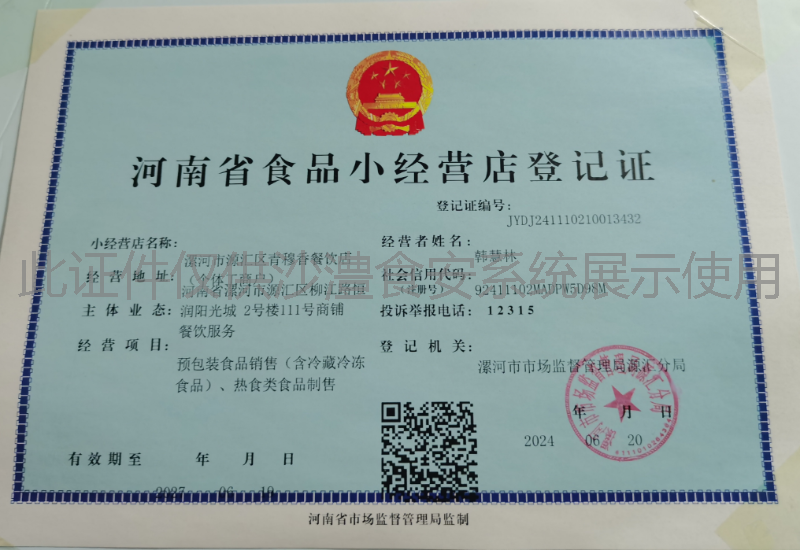 河南省食品小经营店登记证
登记证编号:
JYDJ241110210013432
小经营店名称:
漯河市源汇区肯穆香餐饮店
(个体工商户)
经营者姓名:
韩慧林
经营地址:
河南省漯河市源汇区柳江路恒
润阳光城 2号楼111号商铺
社会信用代码:
(注册号)
92411102MADPW5D98M
主体业态:
餐饮服务
投诉举报电话: 12315
经营项目:
预包装食品销售(含冷藏冷冻
食品)、热食类食品制售
登记机关:
漯河市市场监督管理局源汇分局
年 月 日
2024 06 20
有效期至 年 月 日
2027 06 19
河南省市场监督管理局监制
此证件仅供沙澧食安系统展示使用